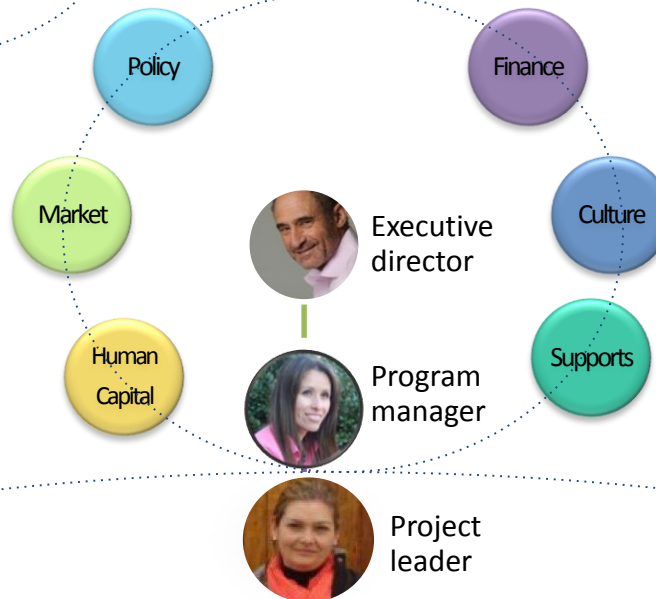 Policy
Finance
Market
Culture
Executive
director
Human
Capital
Supports
Program
manager
Project
leader